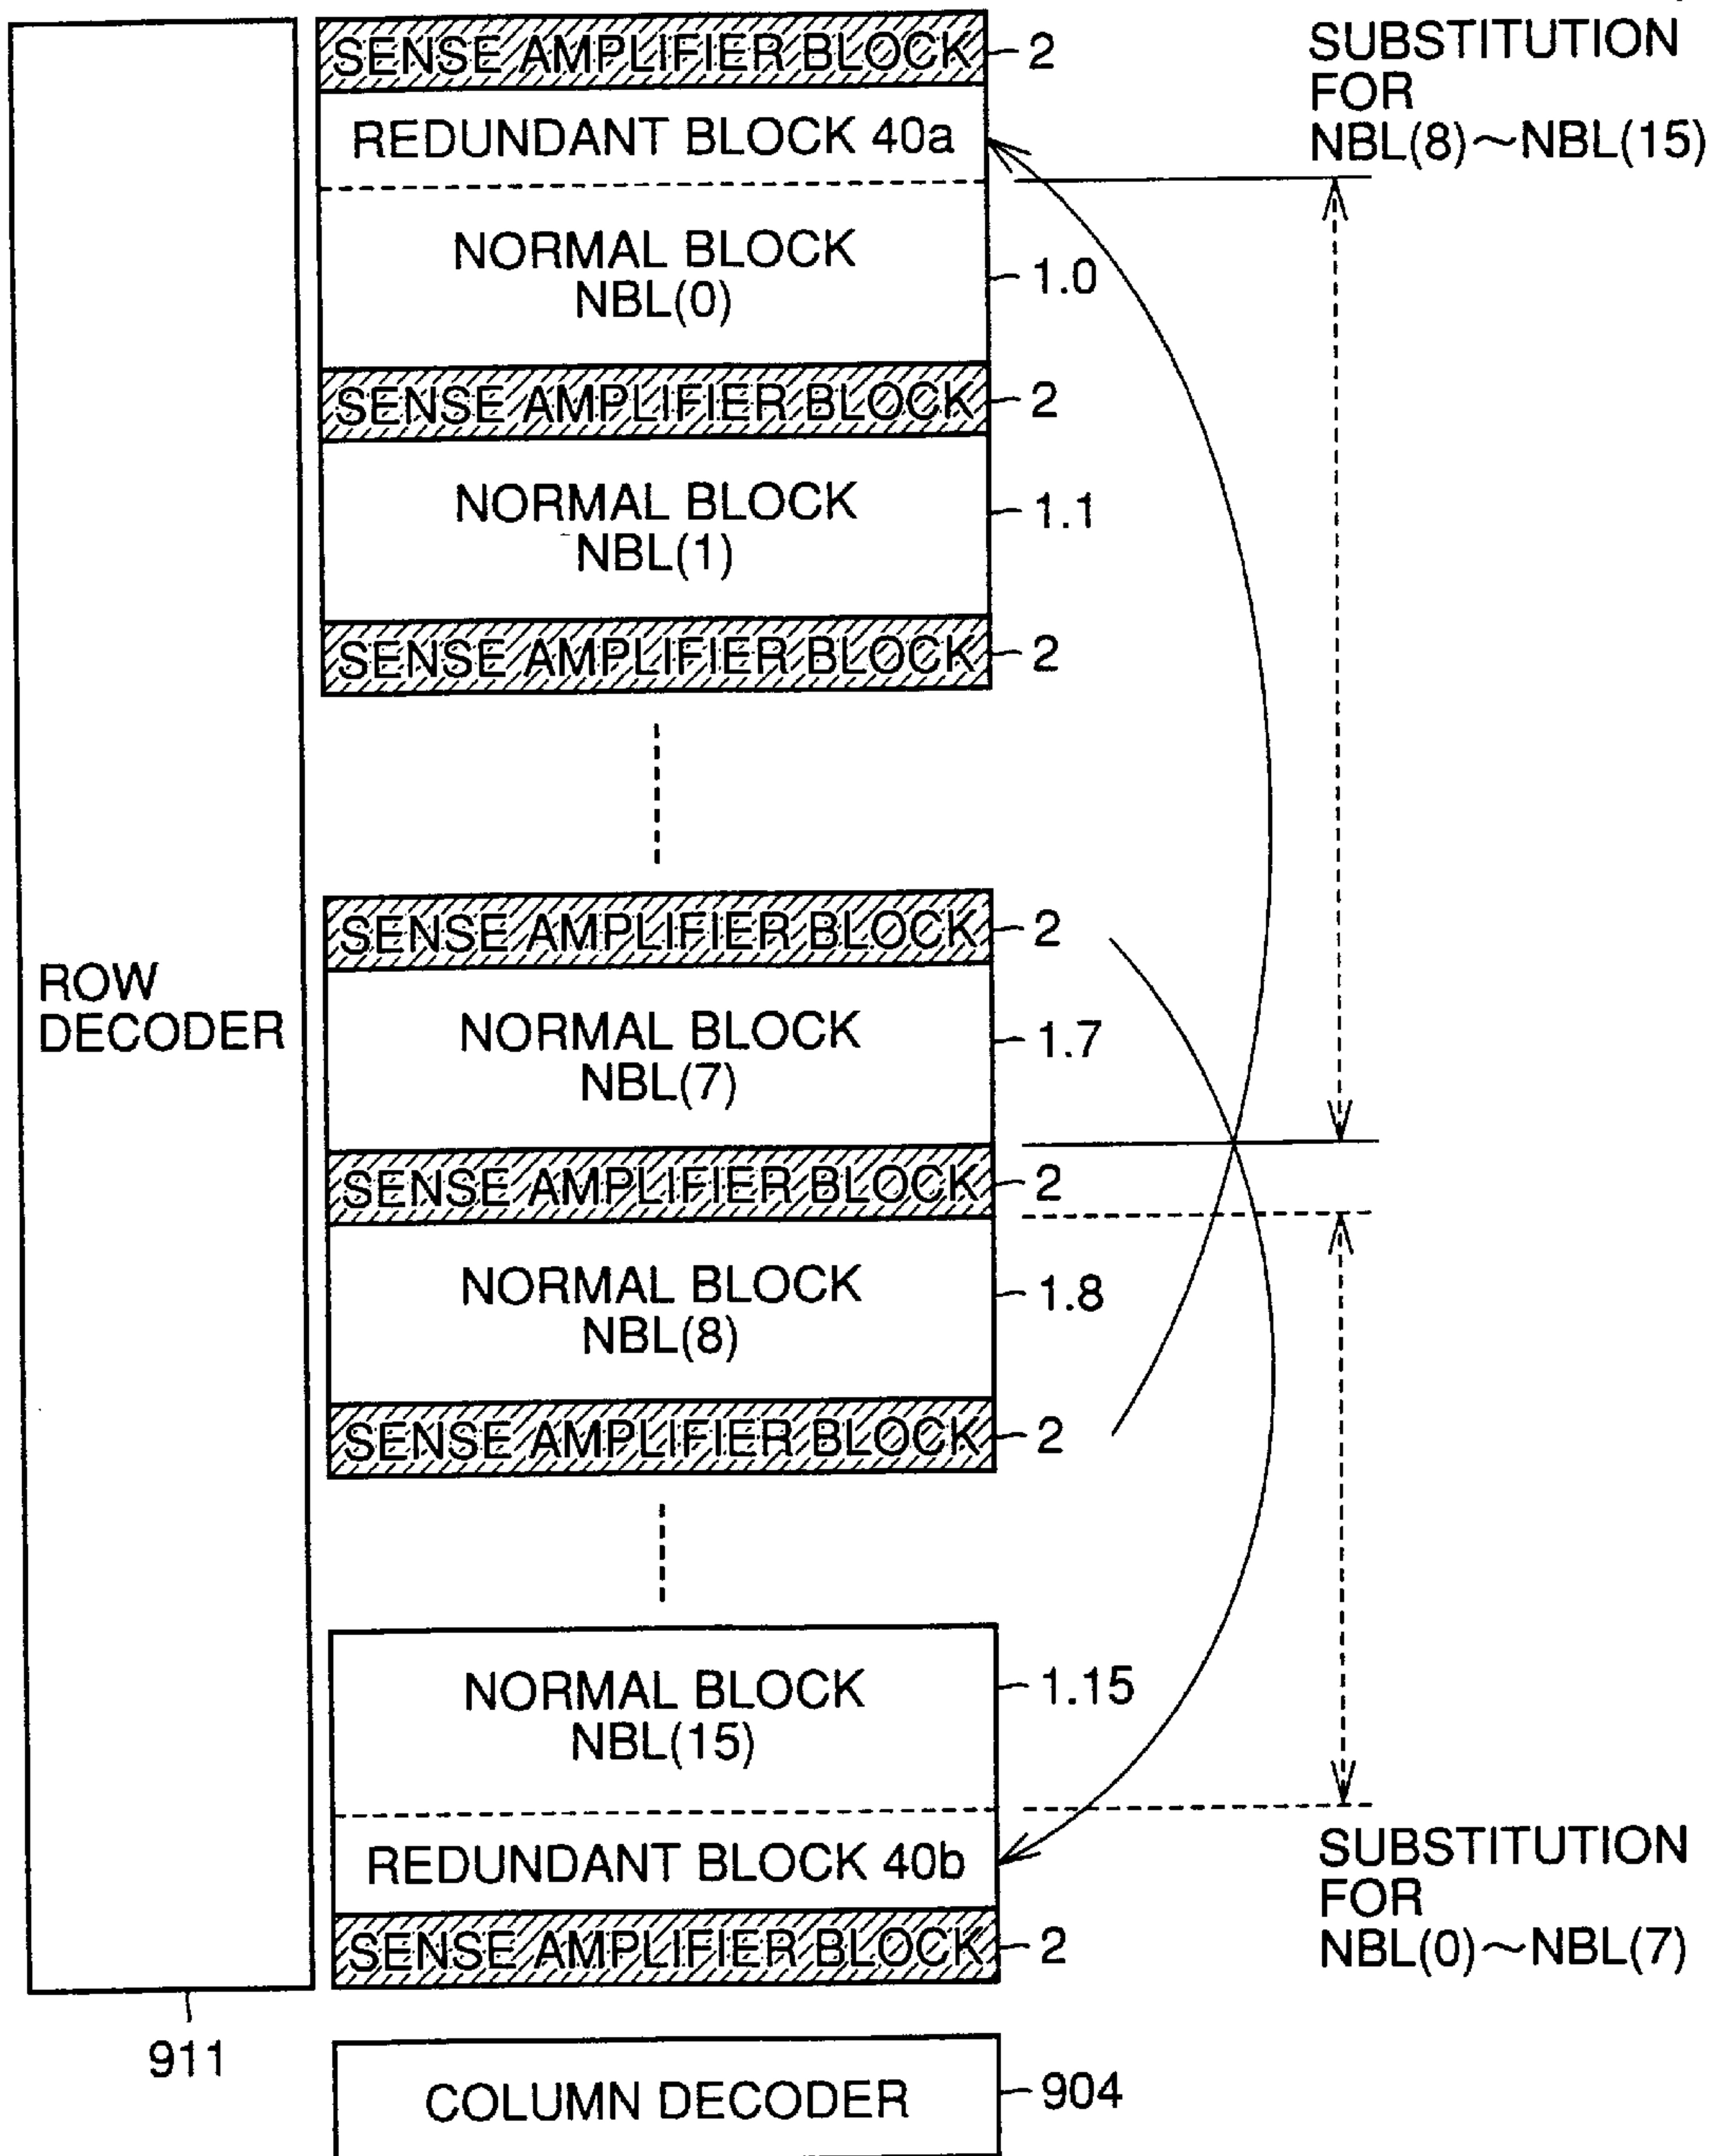 SENSE AMPLIFIER BLOCK 2
SUBSTITUTION
FOR
NBL(8)~NBL(15)
REDUNDANT BLOCK 40a
NORMAL BLOCK
NBL(0)
1.0
SENSE AMPLIFIER BLOCK 2
NORMAL BLOCK
NBL(1)
1.1
SENSE AMPLIFIER BLOCK 2
SENSE AMPLIFIER BLOCK 2
ROW
DECODER
NORMAL BLOCK
NBL(7)
1.7
SENSE AMPLIFIER BLOCK 2
NORMAL BLOCK
NBL(8)
1.8
SENSE AMPLIFIER BLOCK 2
NORMAL BLOCK
NBL(15)
1.15
REDUNDANT BLOCK 40b
SUBSTITUTION
FOR
NBL(0)~NBL(7)
SENSE AMPLIFIER BLOCK 2
911
COLUMN DECODER 904